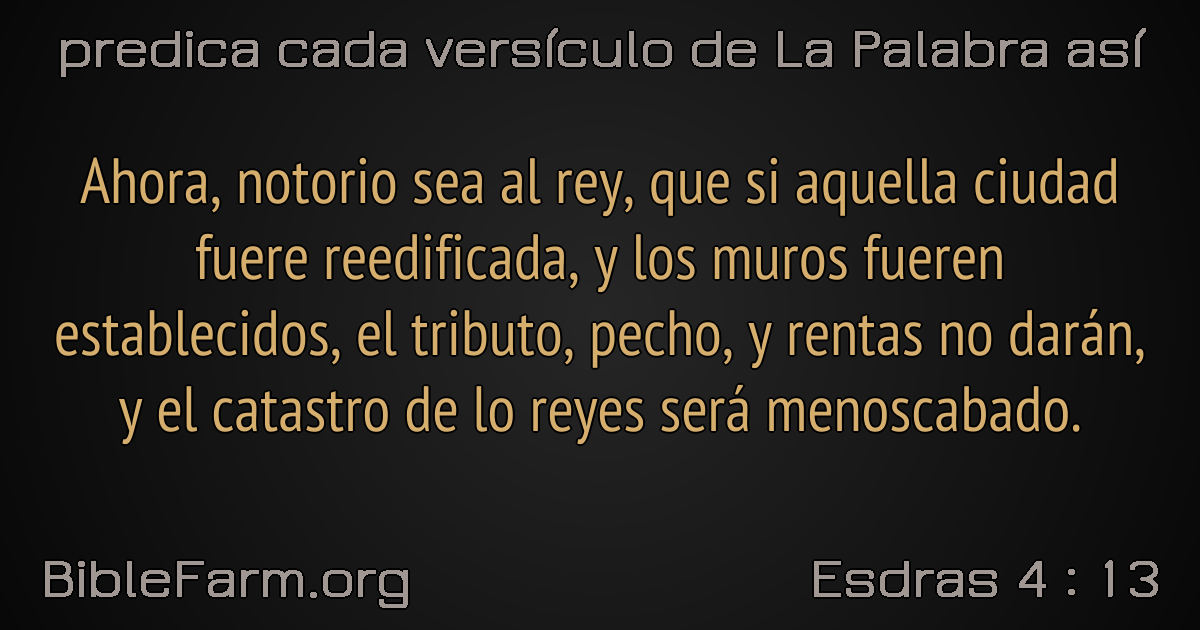 predica cada versículo de La Palabra así
Ahora, notorio sea al rey, que si aquella ciudad
fuere reedificada, y los muros fueren
establecidos, el tributo, pecho, y rentas no darán,
y el catastro de lo reyes será menoscabado.
BibleFarm.org
Esdras 4 : 13